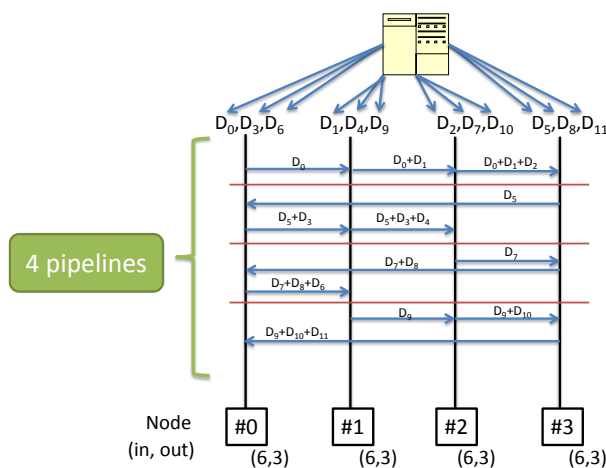 D₀,D₃,D₆ D₁,D₄,D₉ D₂,D₇,D₁₀ D₅,D₈,D₁₁
D₀ D₀+D₁ D₀+D₁+D₂
D₅
D₅+D₃ D₅+D₃+D₄
4 pipelines
D₇
D₇+D₈
D₇+D₈+D₆
D₉ D₉+D₁₀
D₉+D₁₀+D₁₁
Node #0 #1 #2 #3
(in, out) (6,3) (6,3) (6,3) (6,3)